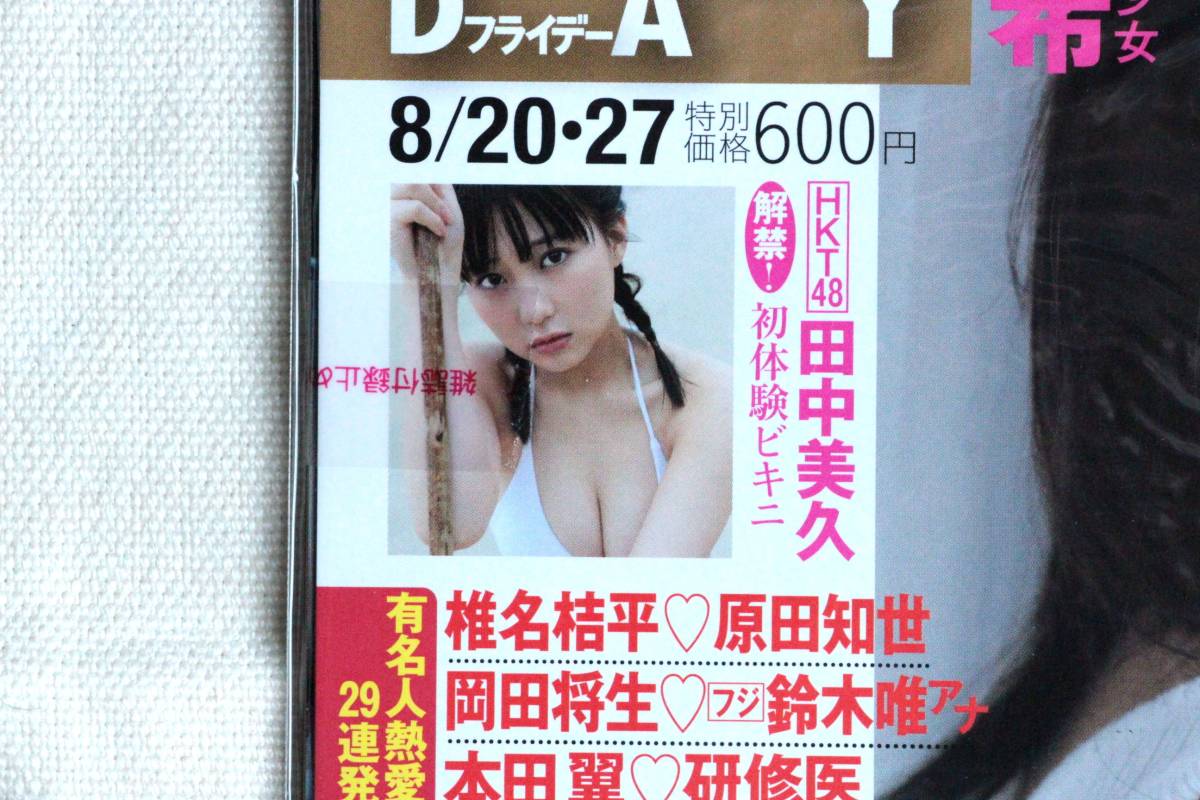 D フライデー A Y
希
少女
8/20・27 特別価格600円
HKT48 田中美久
解禁! 初体験ビキニ
雑誌付録止め
有名人熱愛
29連発
椎名桔平♡原田知世
岡田将生♡フジ鈴木唯アナ
本田翼♡研修医